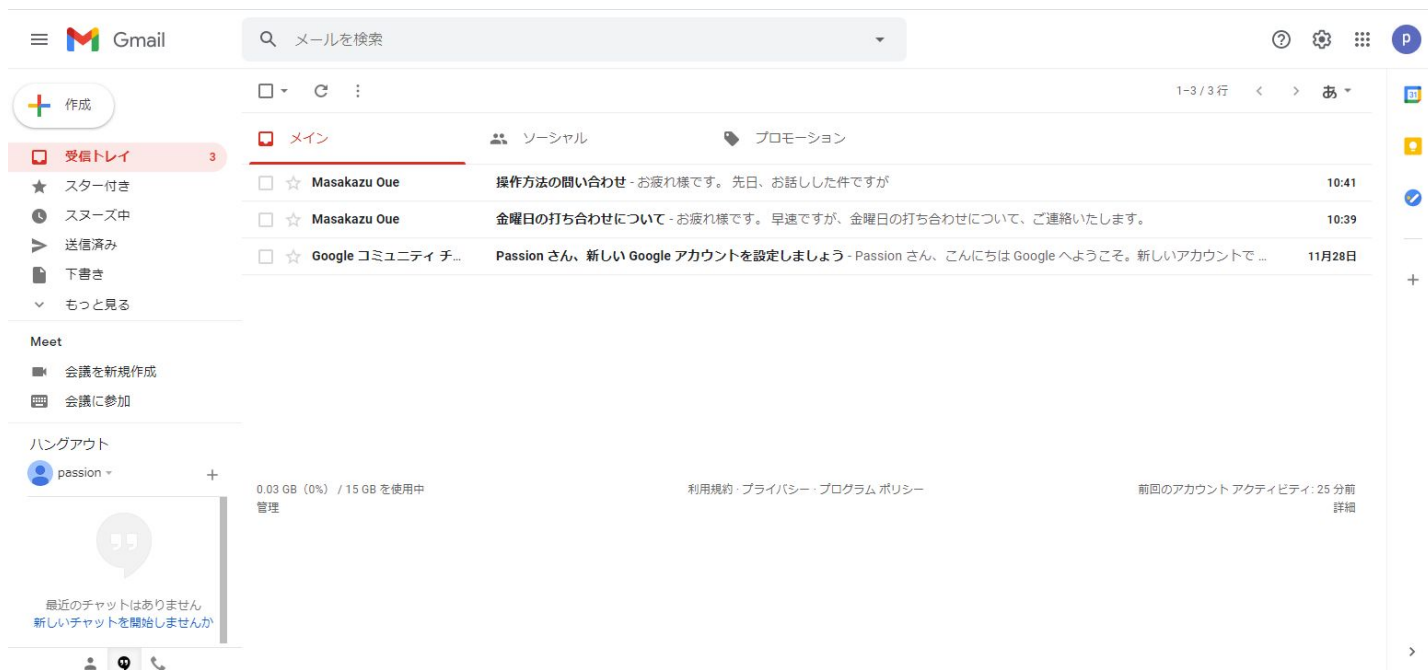 Gmail
メールを検索
p
作成
1-3 / 3 行
あ
31
メイン
ソーシャル
プロモーション
受信トレイ 3
スター付き
スヌーズ中
送信済み
下書き
もっと見る
Masakazu Oue 操作方法の問い合わせ - お疲れ様です。 先日、お話しした件ですが 10:41
Masakazu Oue 金曜日の打ち合わせについて - お疲れ様です。 早速ですが、金曜日の打ち合わせについて、ご連絡いたします。 10:39
Google コミュニティ チ... Passion さん、新しい Google アカウントを設定しましょう - Passion さん、こんにちは Google へようこそ。新しいアカウントで ... 11月28日
Meet
会議を新規作成
会議に参加
ハングアウト
passion
最近のチャットはありません
新しいチャットを開始しませんか
0.03 GB（0%） / 15 GB を使用中
管理
利用規約 · プライバシー · プログラム ポリシー
前回のアカウント アクティビティ: 25 分前
詳細